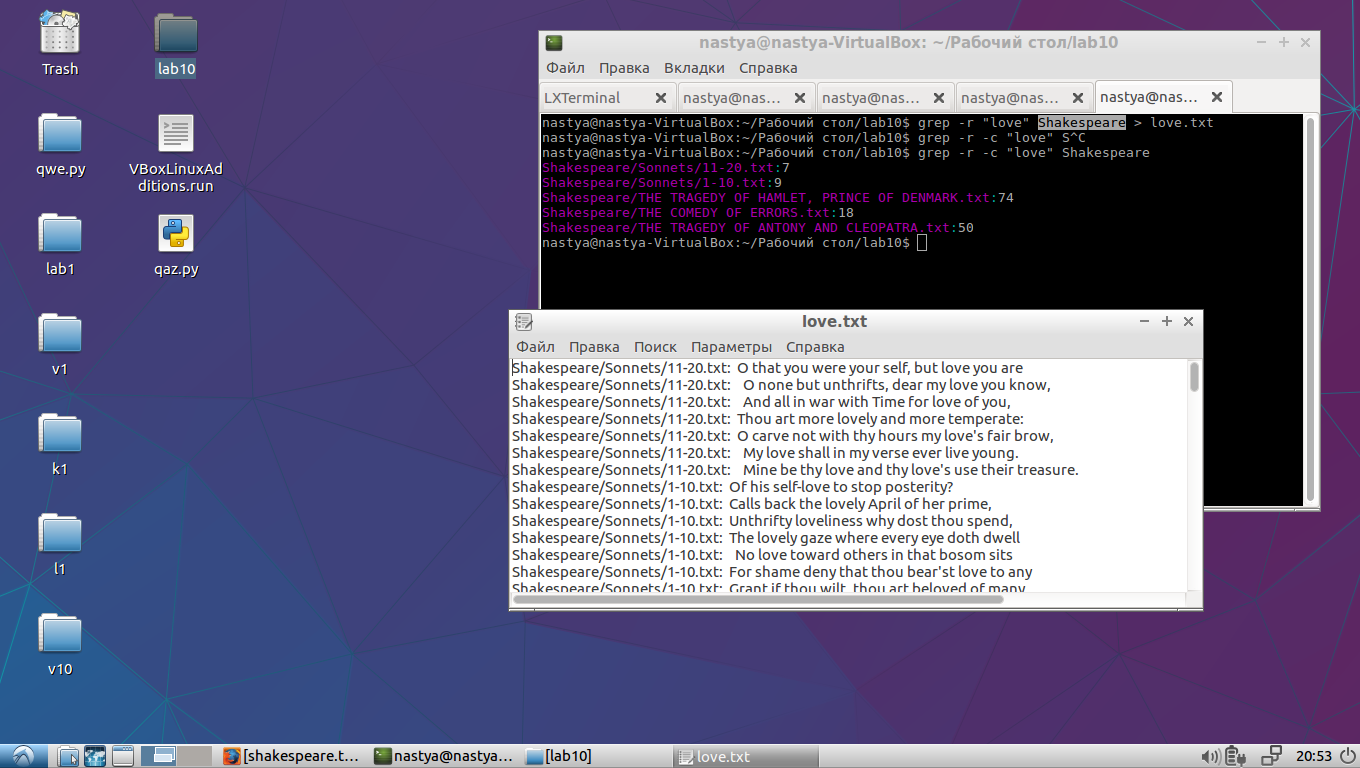 Trash
lab10
qwe.py
VBoxLinuxAd
ditions.run
lab1
qaz.py
v1
k1
l1
v10
nastya@nastya-VirtualBox: ~/Рабочий стол/lab10
Файл Правка Вкладки Справка
LXTerminal nastya@nas... nastya@nas... nastya@nas... nastya@nas...
nastya@nastya-VirtualBox:~/Рабочий стол/lab10$ grep -r "love" Shakespeare > love.txt
nastya@nastya-VirtualBox:~/Рабочий стол/lab10$ grep -r -c "love" S^C
nastya@nastya-VirtualBox:~/Рабочий стол/lab10$ grep -r -c "love" Shakespeare
Shakespeare/Sonnets/11-20.txt:7
Shakespeare/Sonnets/1-10.txt:9
Shakespeare/THE TRAGEDY OF HAMLET, PRINCE OF DENMARK.txt:74
Shakespeare/THE COMEDY OF ERRORS.txt:18
Shakespeare/THE TRAGEDY OF ANTONY AND CLEOPATRA.txt:50
nastya@nastya-VirtualBox:~/Рабочий стол/lab10$
love.txt
Файл Правка Поиск Параметры Справка
Shakespeare/Sonnets/11-20.txt: O that you were your self, but love you are
Shakespeare/Sonnets/11-20.txt: O none but unthrifts, dear my love you know,
Shakespeare/Sonnets/11-20.txt: And all in war with Time for love of you,
Shakespeare/Sonnets/11-20.txt: Thou art more lovely and more temperate:
Shakespeare/Sonnets/11-20.txt: O carve not with thy hours my love's fair brow,
Shakespeare/Sonnets/11-20.txt: My love shall in my verse ever live young.
Shakespeare/Sonnets/11-20.txt: Mine be thy love and thy love's use their treasure.
Shakespeare/Sonnets/1-10.txt: Of his self-love to stop posterity?
Shakespeare/Sonnets/1-10.txt: Calls back the lovely April of her prime,
Shakespeare/Sonnets/1-10.txt: Unthrifty loveliness why dost thou spend,
Shakespeare/Sonnets/1-10.txt: The lovely gaze where every eye doth dwell
Shakespeare/Sonnets/1-10.txt: No love toward others in that bosom sits
Shakespeare/Sonnets/1-10.txt: For shame deny that thou bear'st love to any
Shakespeare/Sonnets/1-10.txt: Grant if thou wilt, thou art beloved of many,
[shakespeare.t... nastya@nastya... [lab10] love.txt 20:53